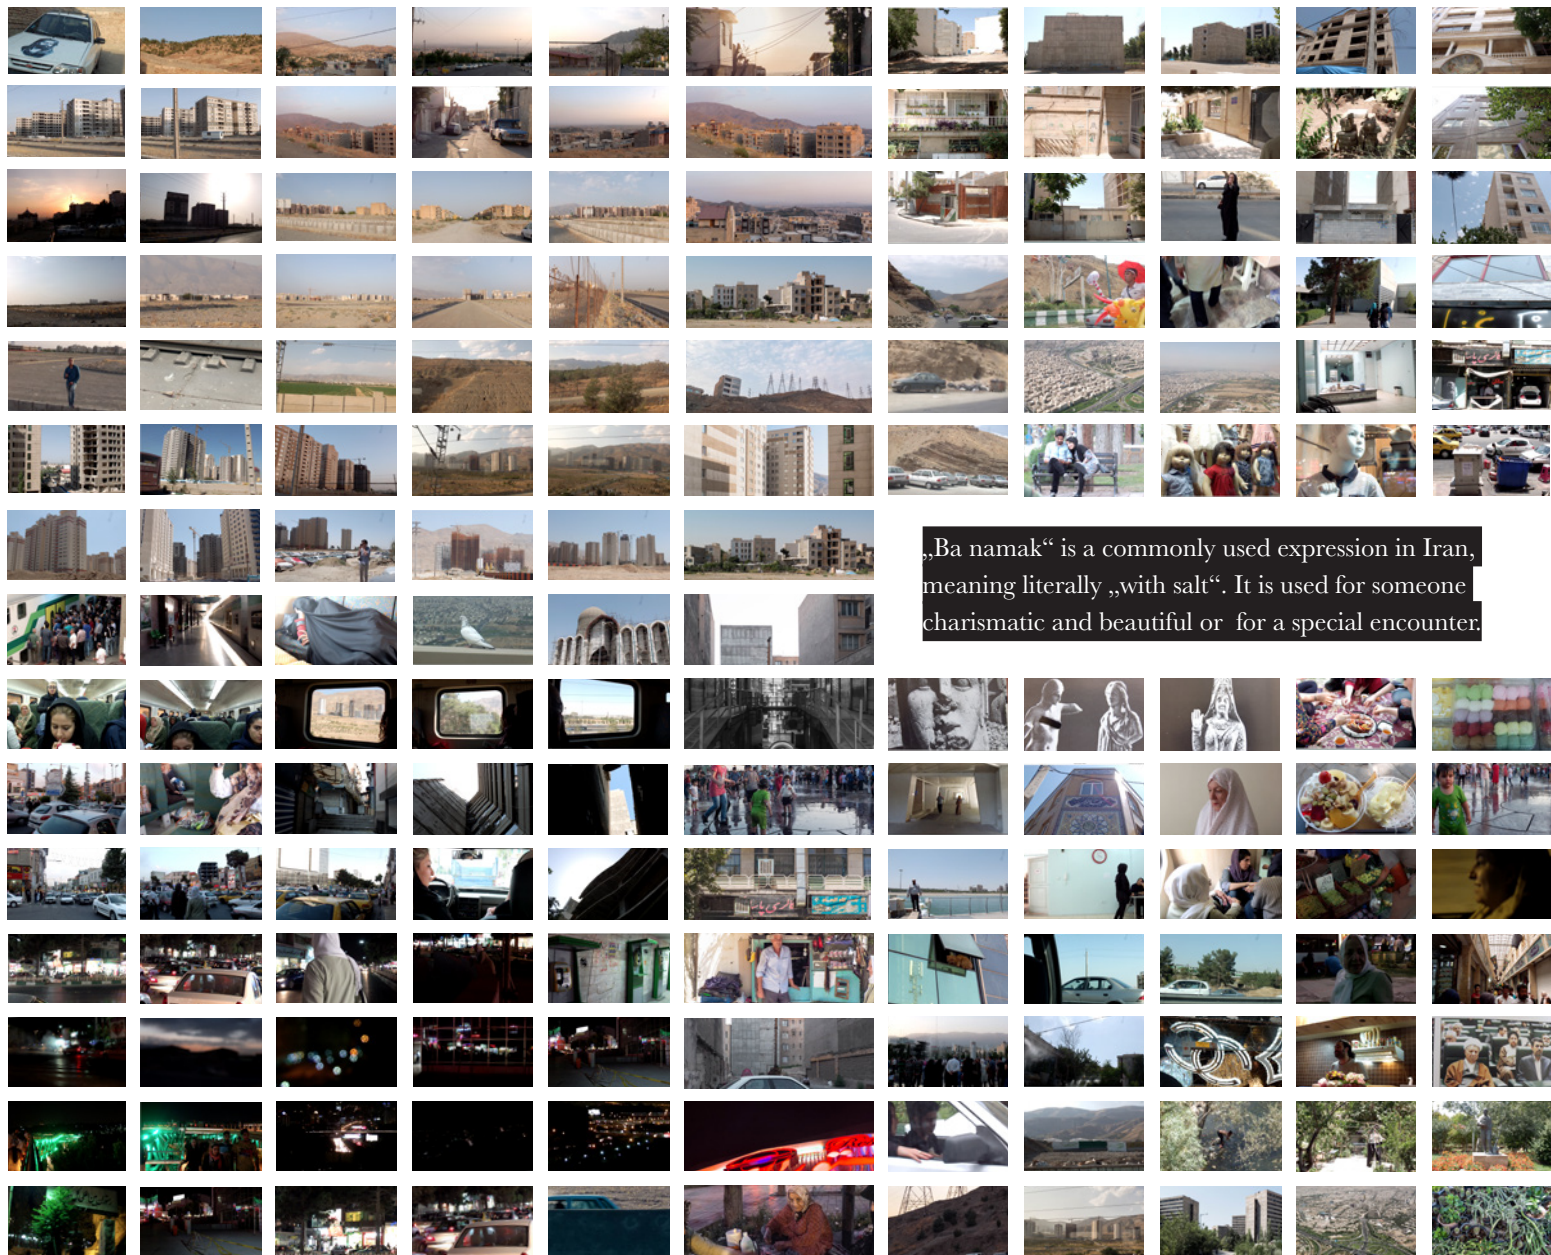 „Ba namak“ is a commonly used expression in Iran,
meaning literally „with salt“. It is used for someone
charismatic and beautiful or  for a special encounter.